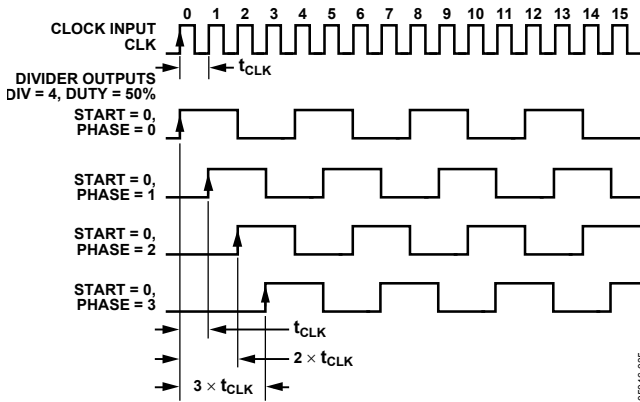 0 1 2 3 4 5 6 7 8 9 10 11 12 13 14 15
CLOCK INPUT
CLK
tCLK
DIVIDER OUTPUTS
DIV = 4, DUTY = 50%
START = 0,
PHASE = 0
START = 0,
PHASE = 1
START = 0,
PHASE = 2
START = 0,
PHASE = 3
tCLK
2 × tCLK
3 × tCLK